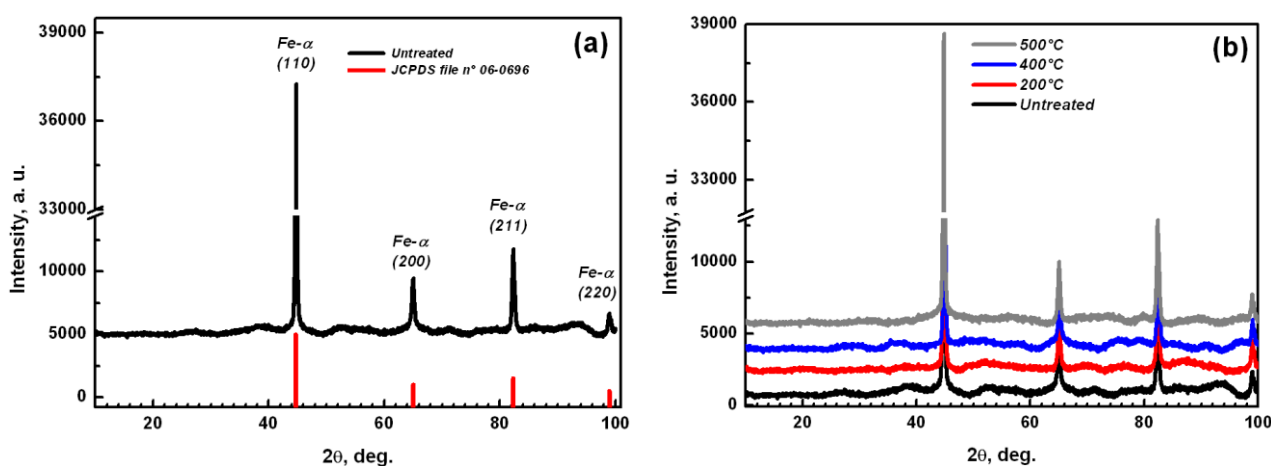 39000
37000
35000
33000
10000
5000
0
Intensity, a. u.
20
40
60
80
100
2θ, deg.
Fe-α
(110)
Fe-α
(200)
Fe-α
(211)
Fe-α
(220)
Untreated
JCPDS file n° 06-0696
(a)
39000
36000
33000
10000
5000
0
Intensity, a. u.
20
40
60
80
100
2θ, deg.
500°C
400°C
200°C
Untreated
(b)